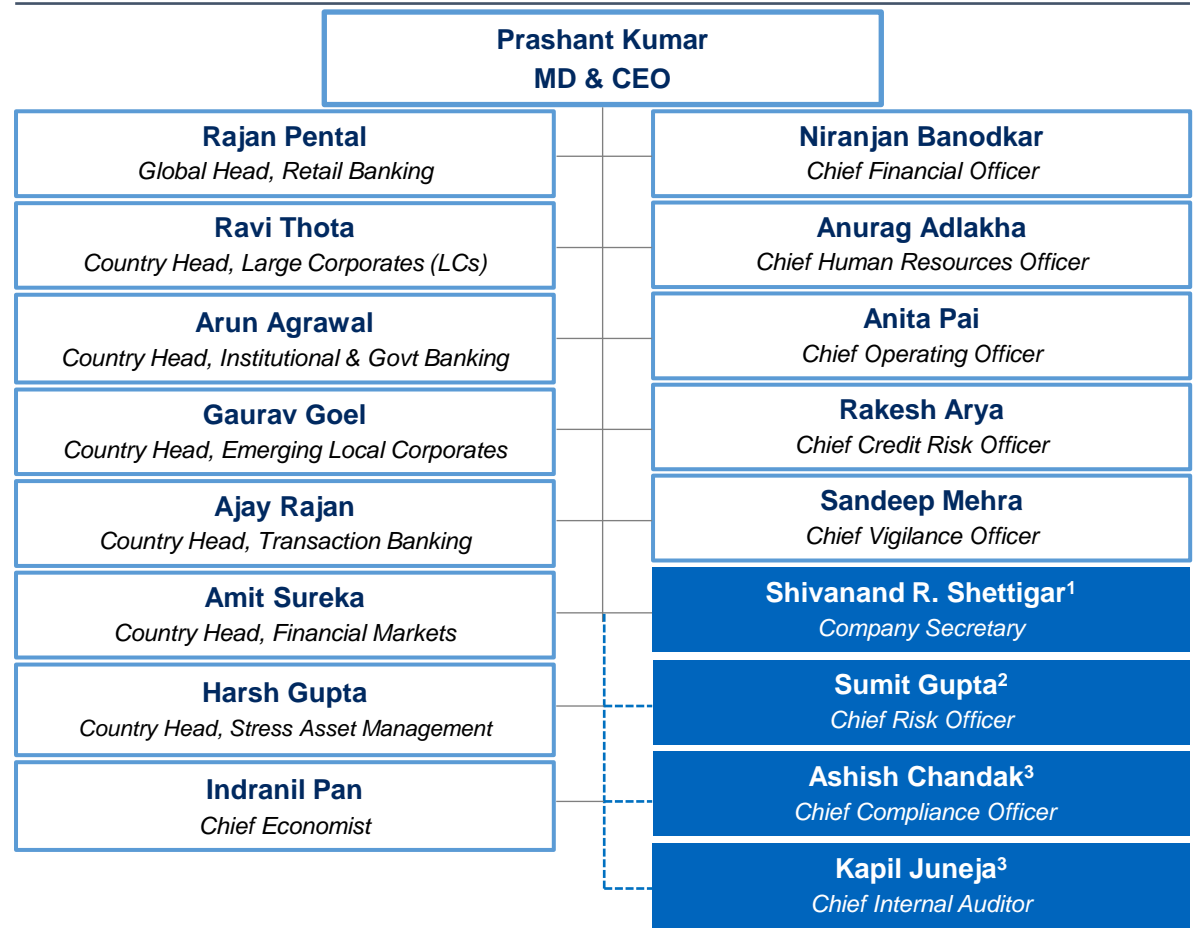 Prashant Kumar
MD & CEO
Rajan Pental
Global Head, Retail Banking
Ravi Thota
Country Head, Large Corporates (LCs)
Arun Agrawal
Country Head, Institutional & Govt Banking
Gaurav Goel
Country Head, Emerging Local Corporates
Ajay Rajan
Country Head, Transaction Banking
Amit Sureka
Country Head, Financial Markets
Harsh Gupta
Country Head, Stress Asset Management
Indranil Pan
Chief Economist
Niranjan Banodkar
Chief Financial Officer
Anurag Adlakha
Chief Human Resources Officer
Anita Pai
Chief Operating Officer
Rakesh Arya
Chief Credit Risk Officer
Sandeep Mehra
Chief Vigilance Officer
Shivanand R. Shettigar¹
Company Secretary
Sumit Gupta²
Chief Risk Officer
Ashish Chandak³
Chief Compliance Officer
Kapil Juneja³
Chief Internal Auditor